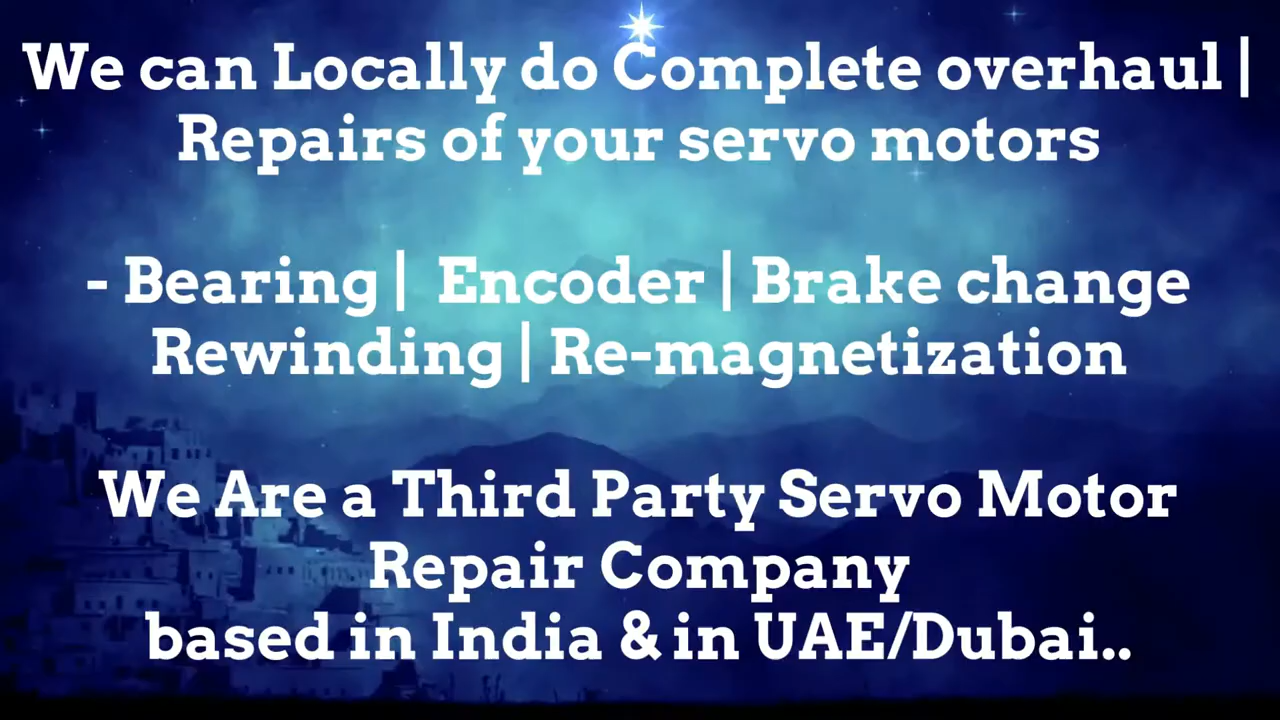 We can Locally do Complete overhaul |
Repairs of your servo motors
- Bearing | Encoder | Brake change
Rewinding | Re-magnetization
We Are a Third Party Servo Motor
Repair Company
based in India & in UAE/Dubai..